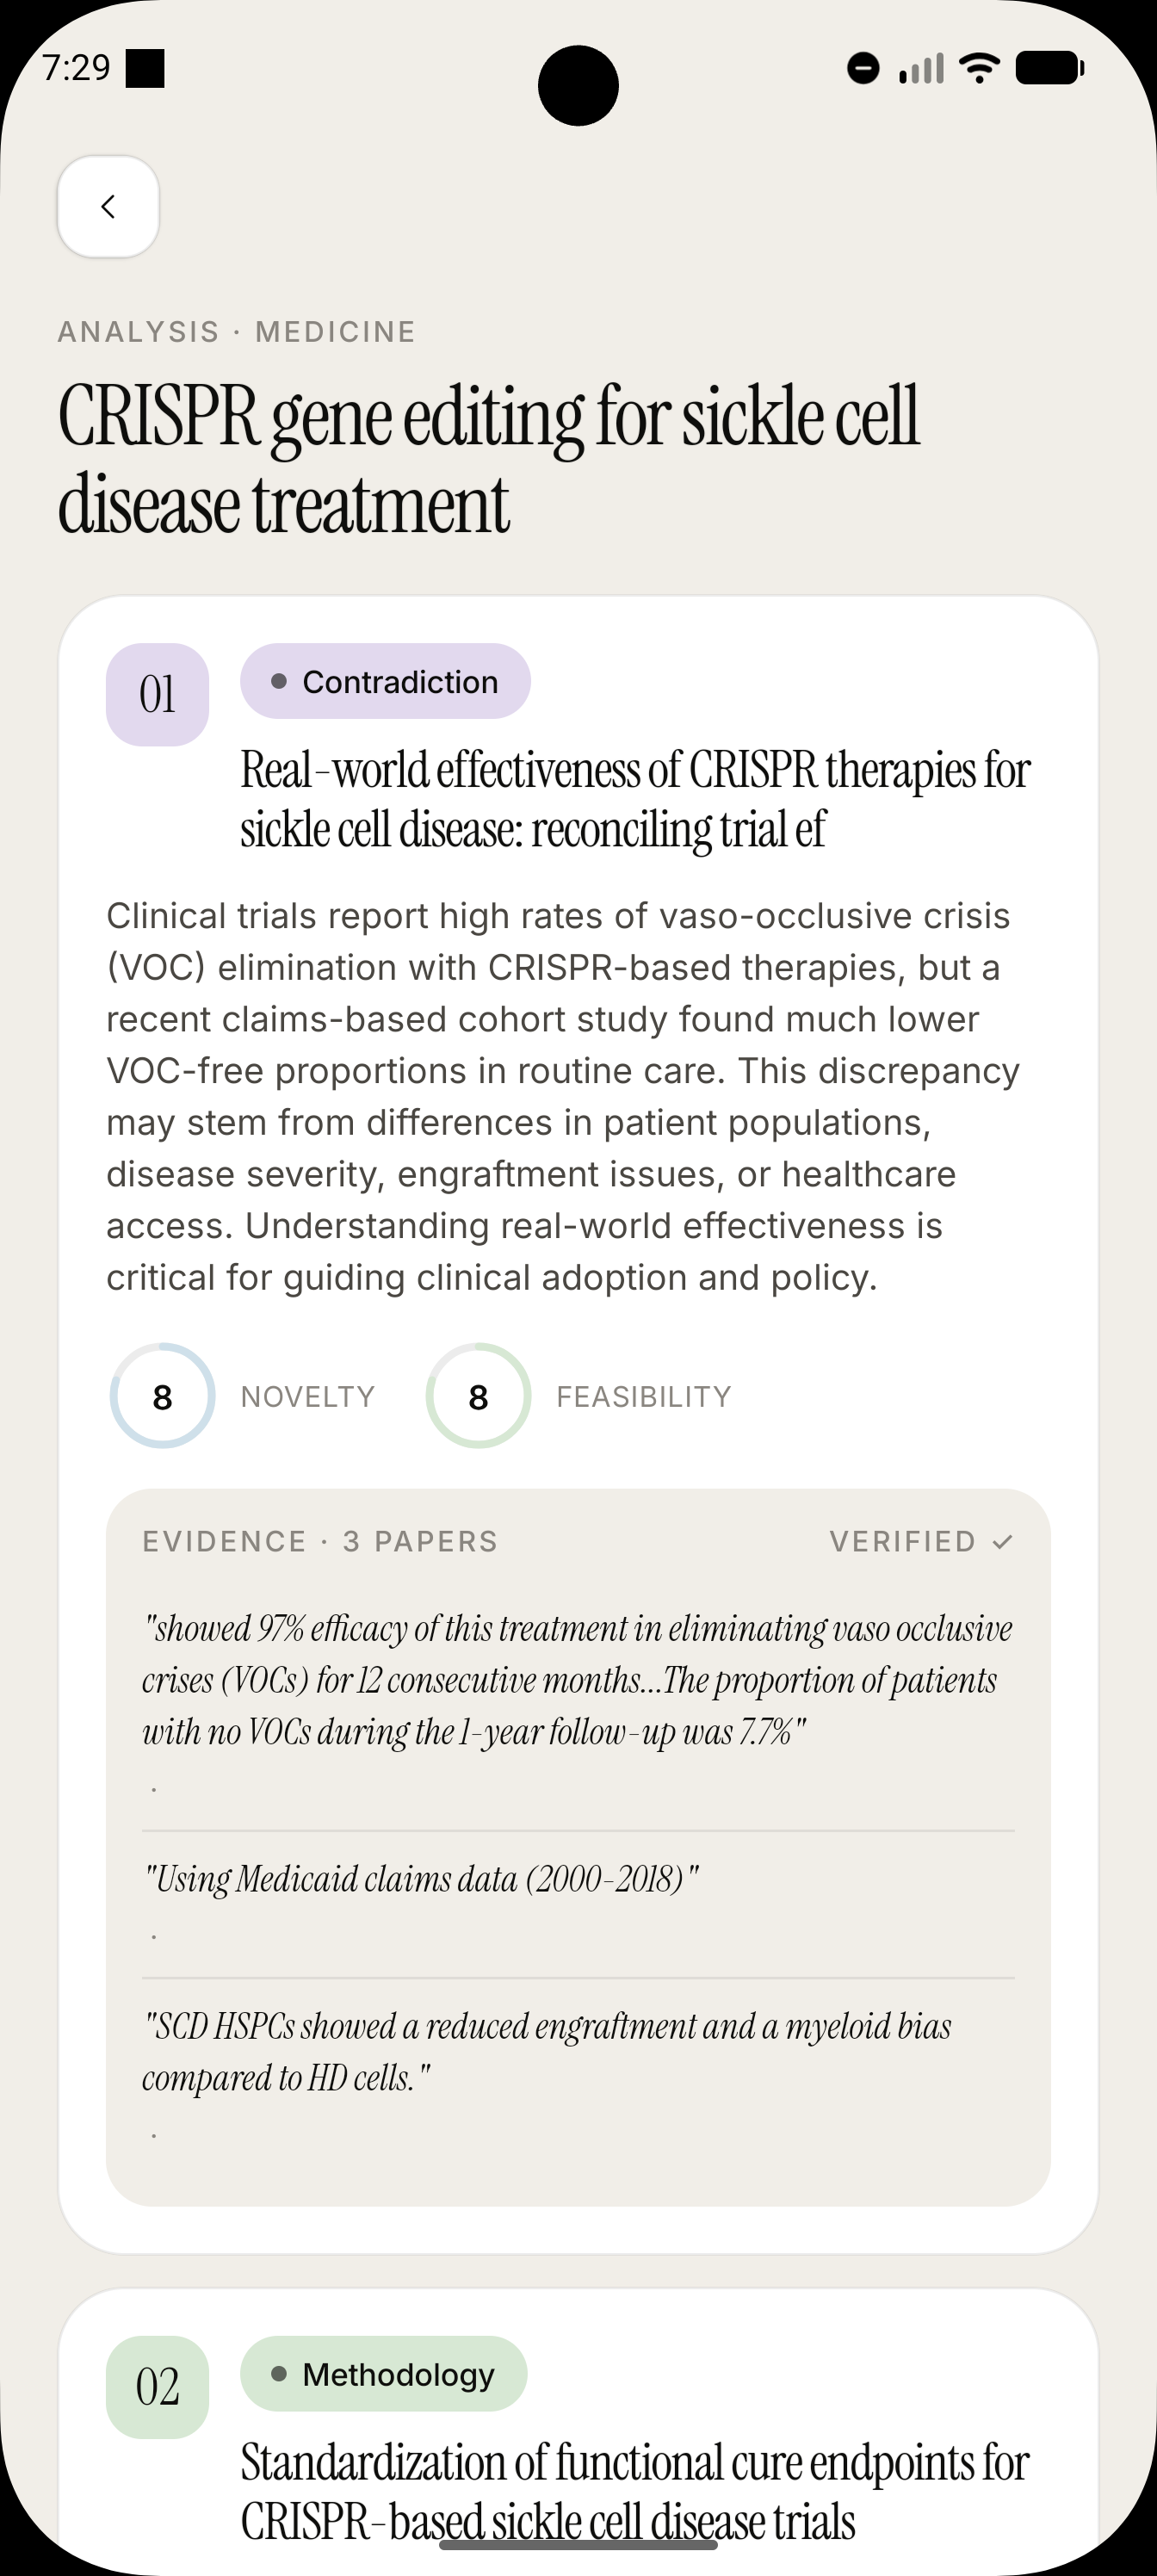 7:29
ANALYSIS · MEDICINE
CRISPR gene editing for sickle cell
disease treatment
01
Contradiction
Real-world effectiveness of CRISPR therapies for
sickle cell disease: reconciling trial ef
Clinical trials report high rates of vaso-occlusive crisis
(VOC) elimination with CRISPR-based therapies, but a
recent claims-based cohort study found much lower
VOC-free proportions in routine care. This discrepancy
may stem from differences in patient populations,
disease severity, engraftment issues, or healthcare
access. Understanding real-world effectiveness is
critical for guiding clinical adoption and policy.
8 NOVELTY 8 FEASIBILITY
EVIDENCE · 3 PAPERS VERIFIED ✓
"showed 97% efficacy of this treatment in eliminating vaso occlusive
crises (VOCs) for 12 consecutive months...The proportion of patients
with no VOCs during the 1-year follow-up was 7.7%"
·
"Using Medicaid claims data (2000-2018)"
·
"SCD HSPCs showed a reduced engraftment and a myeloid bias
compared to HD cells."
·
02
Methodology
Standardization of functional cure endpoints for
CRISPR-based sickle cell disease trials